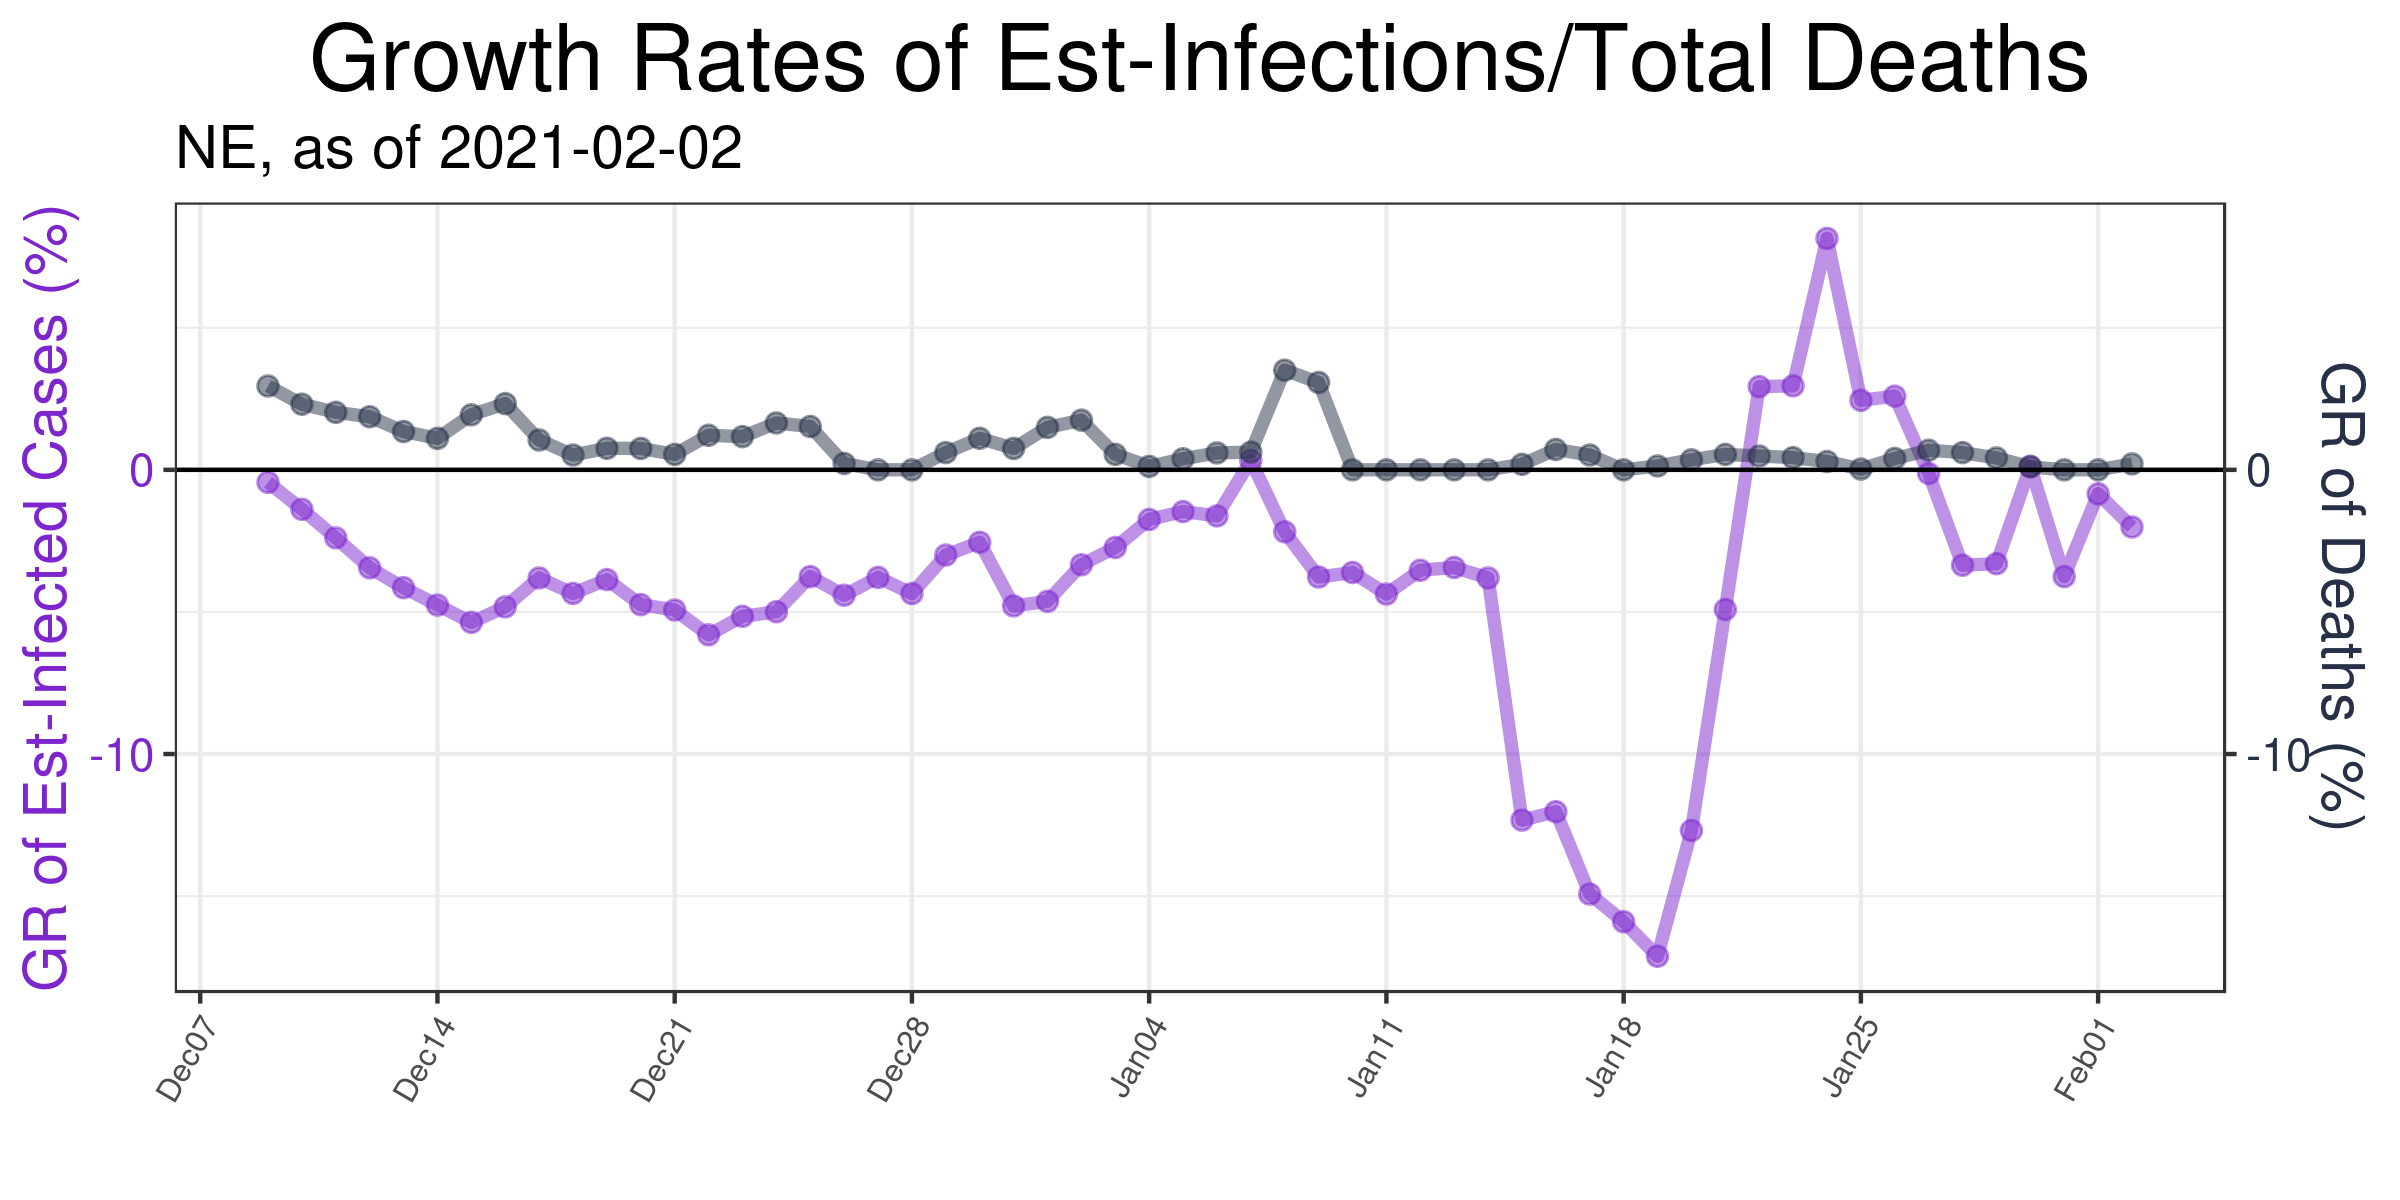 Growth Rates of Est-Infections/Total Deaths
NE, as of 2021-02-02
GR of Est-Infected Cases (%)
0
-10
0
-10
GR of Deaths (%)
Dec07
Dec14
Dec21
Dec28
Jan04
Jan11
Jan18
Jan25
Feb01